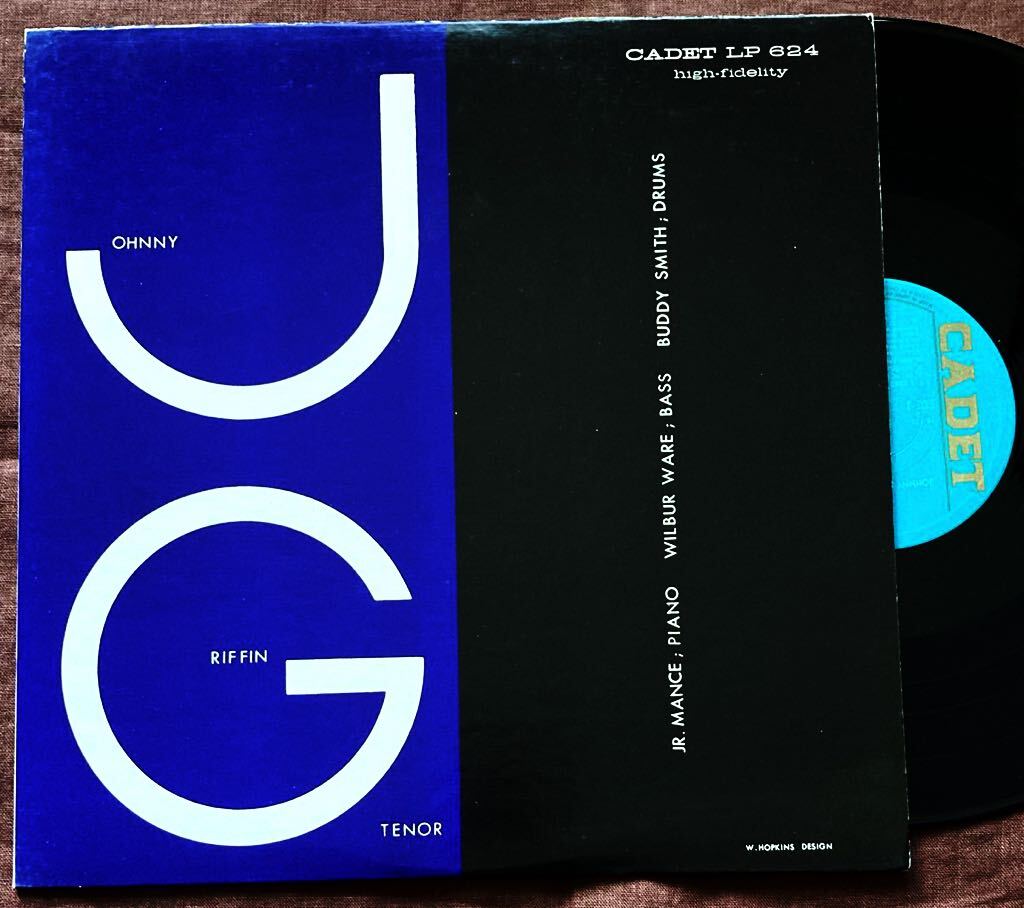 CADET LP 624
high-fidelity
J
OHNNY
G
RIFFIN
TENOR
JR. MANCE ; PIANO WILBUR WARE ; BASS BUDDY SMITH ; DRUMS
W. HOPKINS DESIGN
CADET
JOHNNY